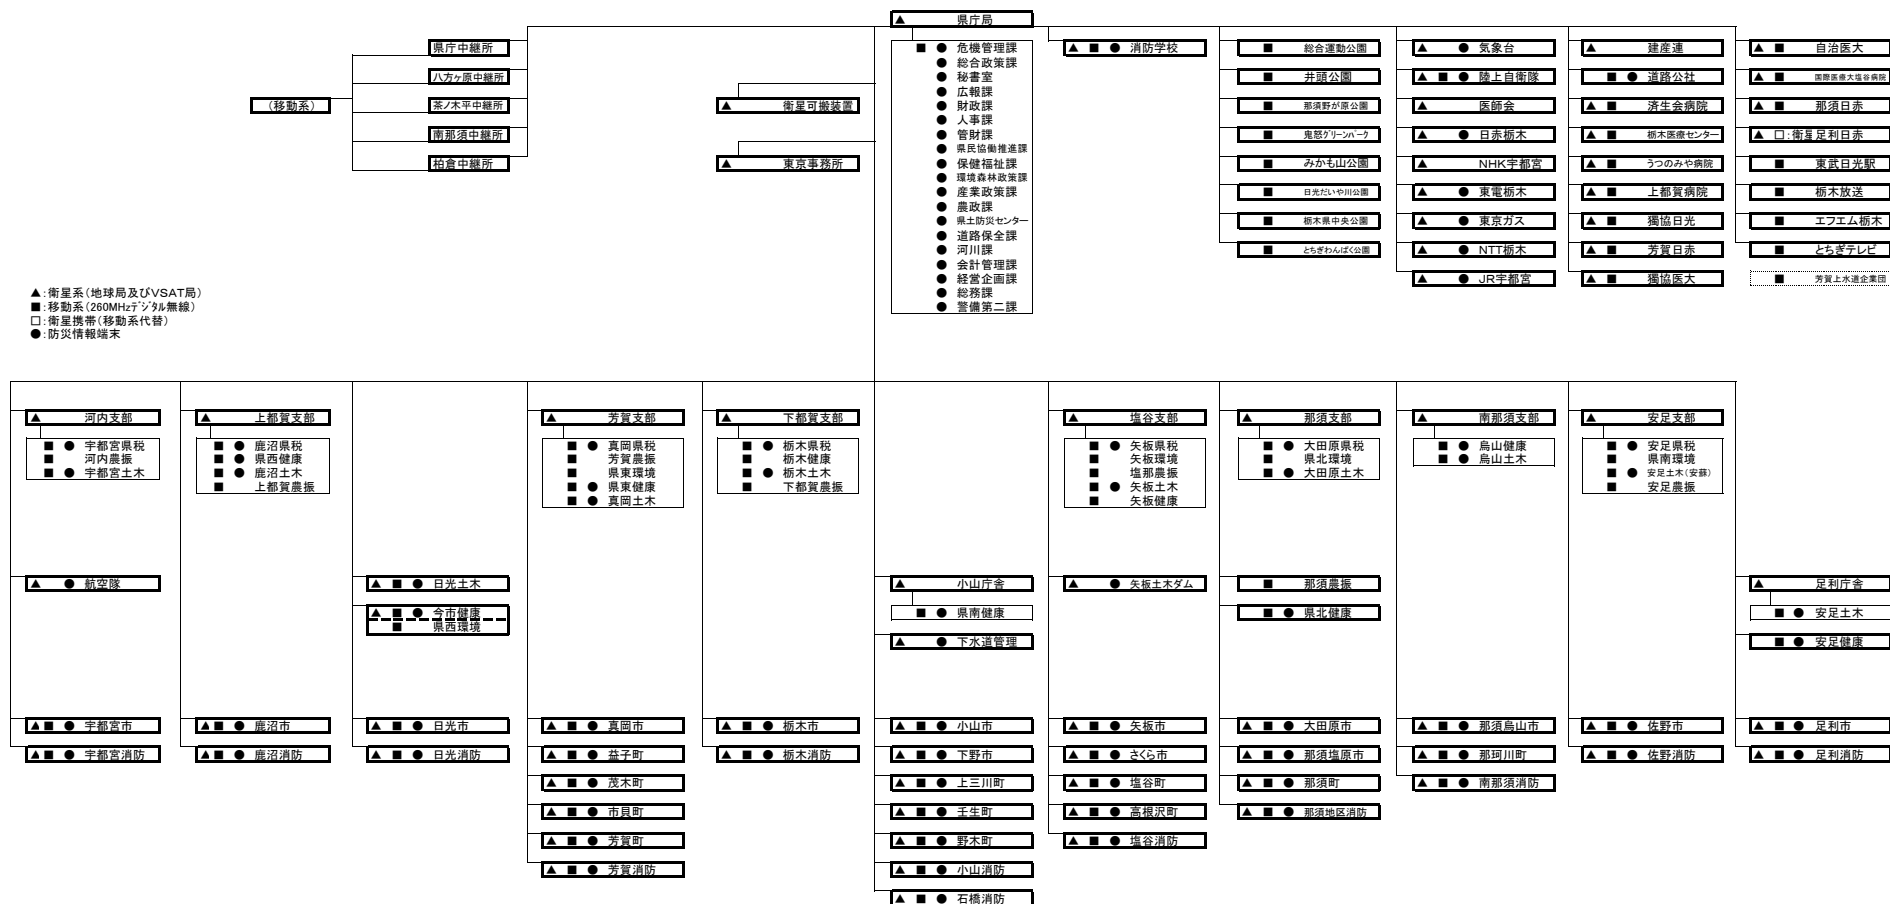 ▲ 県庁局
県庁中継所
八方ヶ原中継所
茶ノ木平中継所
南那須中継所
柏倉中継所
(移動系)
▲ 衛星可搬装置
▲ 東京事務所
■ ● 危機管理課
● 総合政策課
● 秘書室
● 広報課
● 財政課
● 人事課
● 管財課
● 県民協働推進課
● 保健福祉課
● 環境森林政策課
● 産業政策課
● 農政課
● 県土防災センター
● 道路保全課
● 河川課
● 会計管理課
● 経営企画課
● 総務課
● 警備第二課
▲ ■ ● 消防学校
■ 総合運動公園
■ 井頭公園
■ 那須野が原公園
■ 鬼怒グリーンパーク
■ みかも山公園
■ 日光だいや川公園
■ 栃木県中央公園
■ とちぎわんぱく公園
▲ ● 気象台
▲ ■ ● 陸上自衛隊
▲ 医師会
▲ ● 日赤栃木
▲ NHK宇都宮
▲ ● 東電栃木
▲ ● 東京ガス
▲ ● NTT栃木
▲ ● JR宇都宮
▲ 建産連
■ ● 道路公社
▲ ■ 済生会病院
▲ ■ 栃木医療センター
▲ ■ うつのみや病院
▲ ■ 上都賀病院
▲ ■ 獨協日光
▲ ■ 芳賀日赤
▲ ■ 獨協医大
▲ ■ 自治医大
▲ ■ 国際医療大塩谷病院
▲ ■ 那須日赤
▲ □:衛星 足利日赤
■ 東武日光駅
■ 栃木放送
■ エフエム栃木
■ とちぎテレビ
■ 芳賀上水道企業団
▲:衛星系(地球局及びVSAT局)
■:移動系(260MHzデジタル無線)
□:衛星携帯(移動系代替)
●:防災情報端末
▲ 河内支部
■ ● 宇都宮県税
■ 河内農振
■ ● 宇都宮土木
▲ ● 航空隊
▲ ■ ● 宇都宮市
▲ ■ ● 宇都宮消防
▲ 上都賀支部
■ ● 鹿沼県税
■ ● 県西健康
■ ● 鹿沼土木
■ 上都賀農振
▲ ■ ● 鹿沼市
▲ ■ ● 鹿沼消防
▲ ■ ● 日光土木
▲ ■ ● 今市健康
■ 県西環境
▲ ■ ● 日光市
▲ ■ ● 日光消防
▲ 芳賀支部
■ ● 真岡県税
■ 芳賀農振
■ 県東環境
■ ● 県東健康
■ ● 真岡土木
▲ ■ ● 真岡市
▲ ■ ● 益子町
▲ ■ ● 茂木町
▲ ■ ● 市貝町
▲ ■ ● 芳賀町
▲ ■ ● 芳賀消防
▲ 下都賀支部
■ ● 栃木県税
■ 栃木健康
■ ● 栃木土木
■ 下都賀農振
▲ ■ ● 栃木市
▲ ■ ● 栃木消防
▲ 小山庁舎
■ ● 県南健康
▲ ● 下水道管理
▲ ■ ● 小山市
▲ ■ ● 下野市
▲ ■ ● 上三川町
▲ ■ ● 壬生町
▲ ■ ● 野木町
▲ ■ ● 小山消防
▲ ■ ● 石橋消防
▲ 塩谷支部
■ ● 矢板県税
■ 矢板環境
■ 塩那農振
■ ● 矢板土木
■ 矢板健康
▲ ● 矢板土木ダム
▲ ■ ● 矢板市
▲ ■ ● さくら市
▲ ■ ● 塩谷町
▲ ■ ● 高根沢町
▲ ■ ● 塩谷消防
▲ 那須支部
■ ● 大田原県税
■ 県北環境
■ ● 大田原土木
■ 那須農振
■ ● 県北健康
▲ ■ ● 大田原市
▲ ■ ● 那須塩原市
▲ ■ ● 那須町
▲ ■ ● 那須地区消防
▲ 南那須支部
■ ● 烏山健康
■ ● 烏山土木
▲ ■ ● 那須烏山市
▲ ■ ● 那珂川町
▲ ■ ● 南那須消防
▲ 安足支部
■ ● 安足県税
■ 県南環境
■ ● 安足土木(安蘇)
■ 安足農振
▲ ■ ● 佐野市
▲ ■ ● 佐野消防
▲ 足利庁舎
■ ● 安足土木
■ ● 安足健康
▲ ■ ● 足利市
▲ ■ ● 足利消防